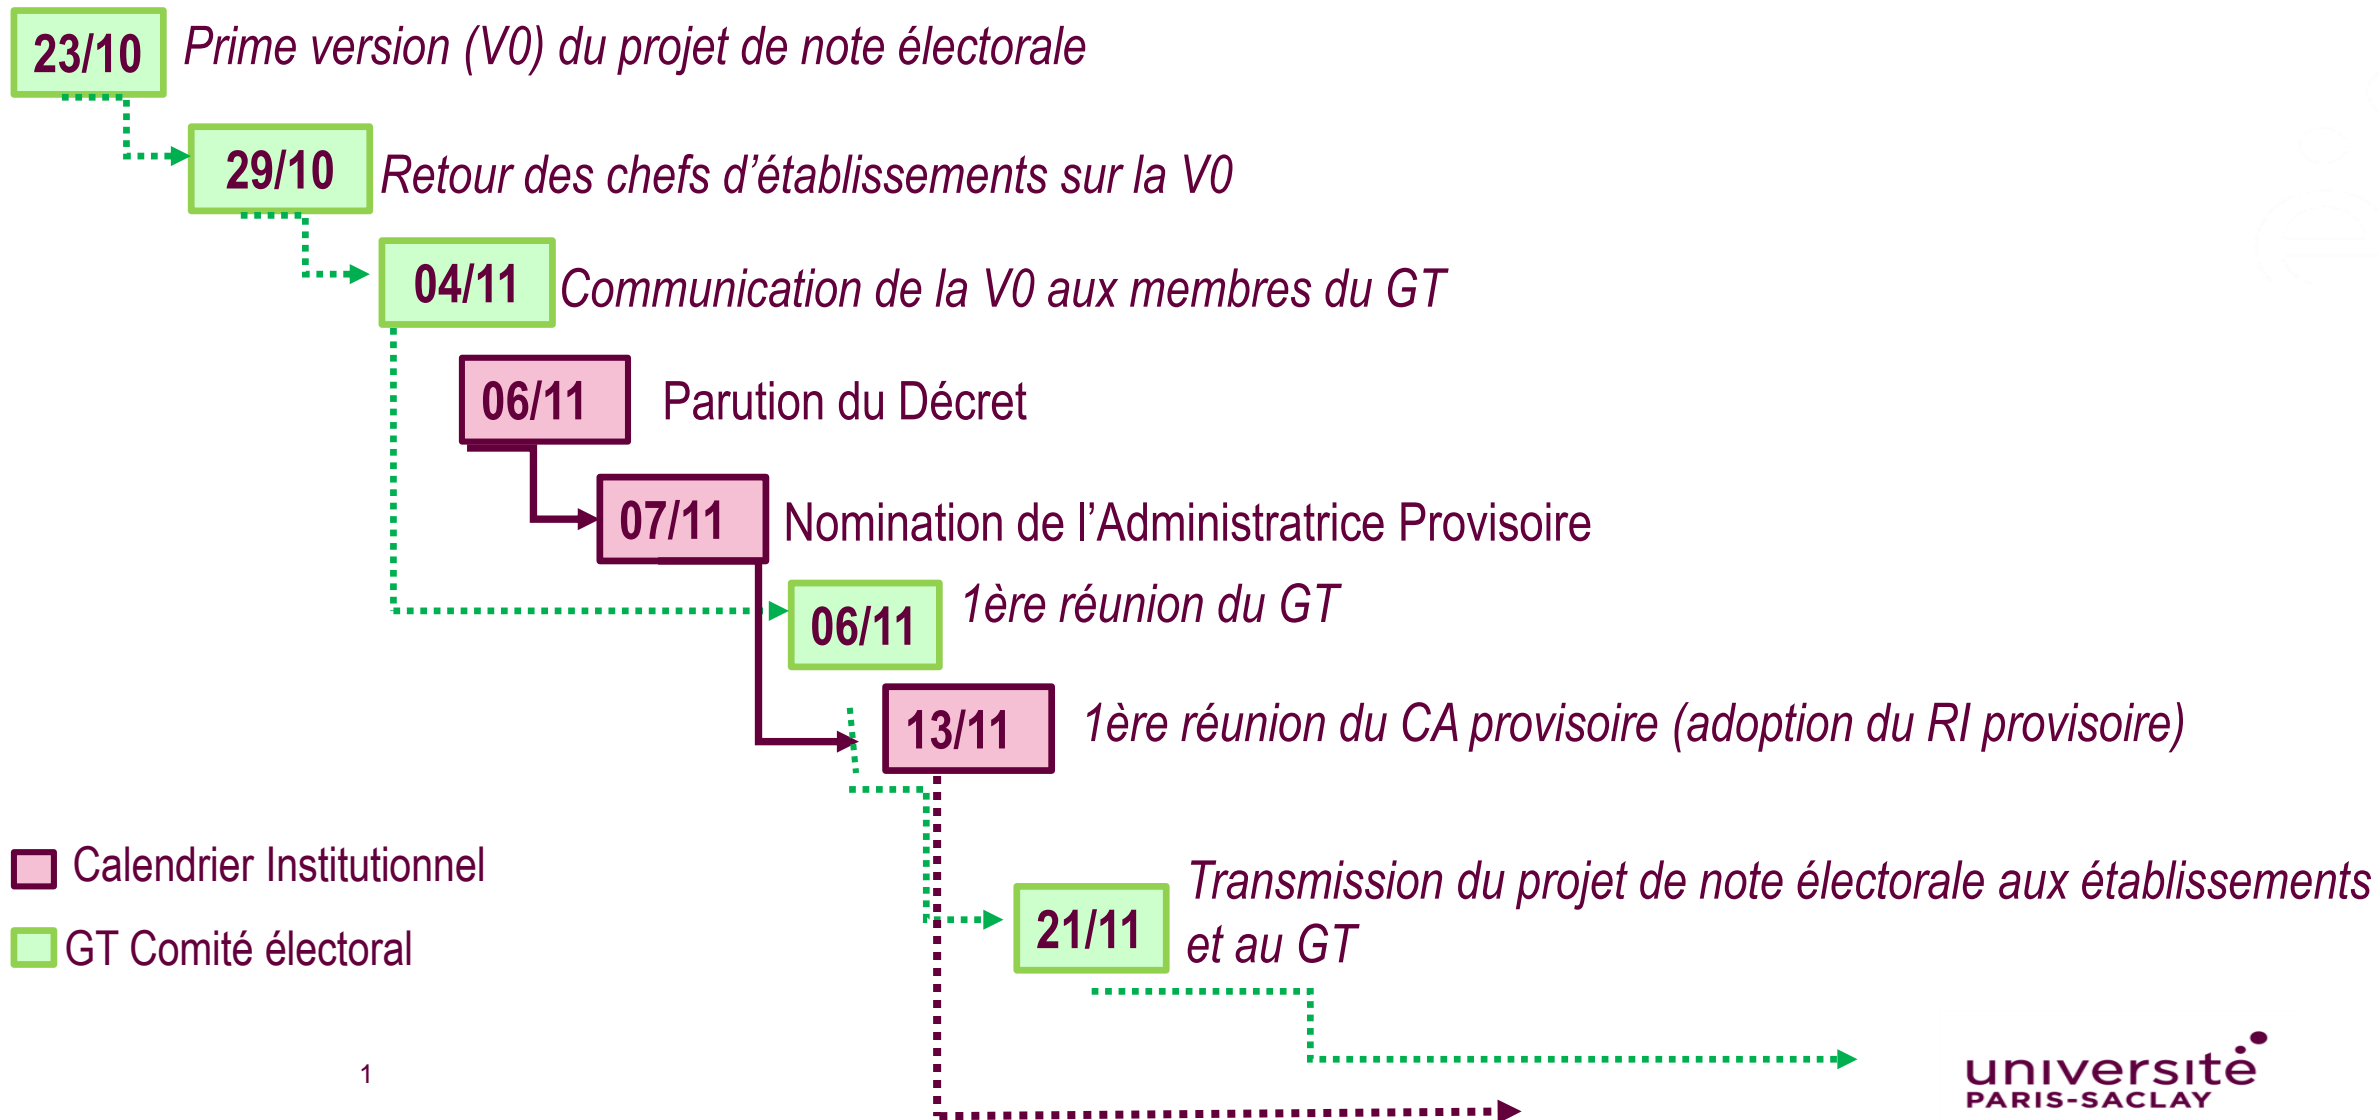 23/10 Prime version (V0) du projet de note électorale
29/10 Retour des chefs d’établissements sur la V0
04/11 Communication de la V0 aux membres du GT
06/11 Parution du Décret
07/11 Nomination de l’Administratrice Provisoire
06/11 1ère réunion du GT
13/11 1ère réunion du CA provisoire (adoption du RI provisoire)
21/11 Transmission du projet de note électorale aux établissements
et au GT
Calendrier Institutionnel
GT Comité électoral
1
université
PARIS-SACLAY